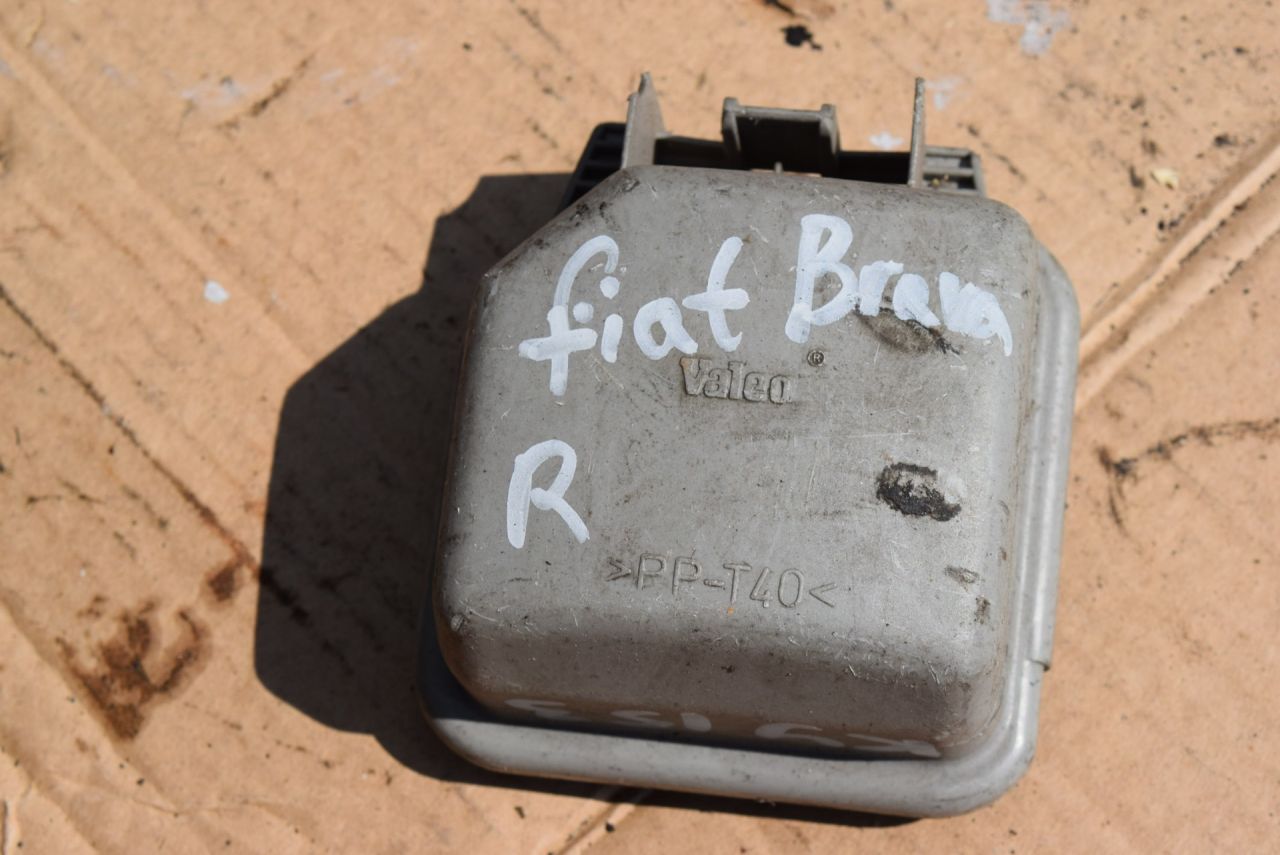 fiat Brava
Valeo®
R
>PP-T40<